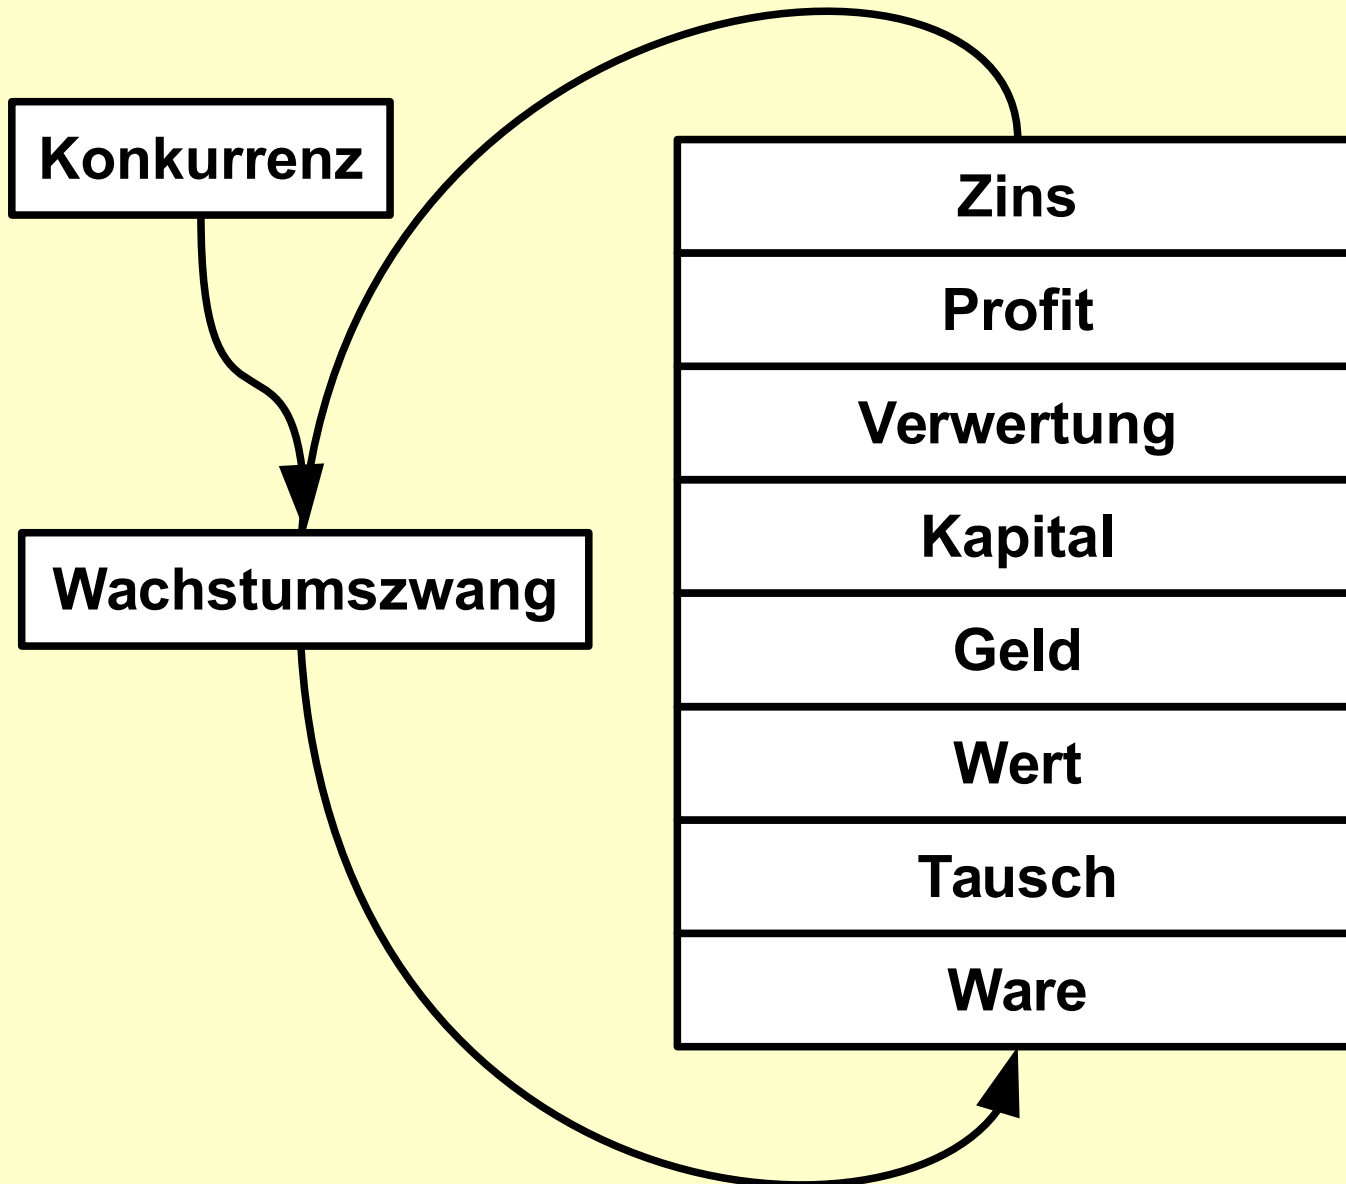 Konkurrenz
Wachstumszwang
Zins
Profit
Verwertung
Kapital
Geld
Wert
Tausch
Ware